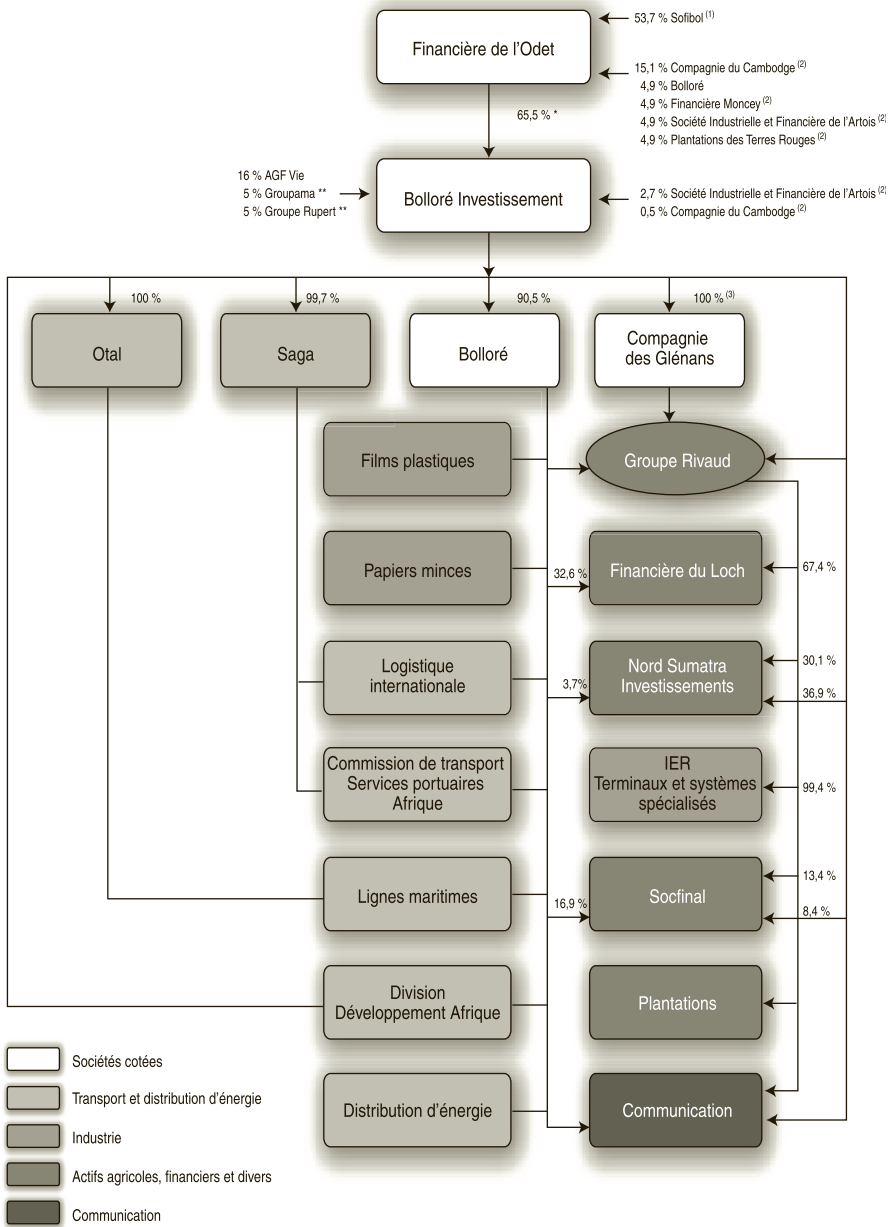 Financière de l’Odet
53,7 % Sofibol (1)
15,1 % Compagnie du Cambodge (2)
4,9 % Bolloré
4,9 % Financière Moncey (2)
4,9 % Société Industrielle et Financière de l’Artois (2)
4,9 % Plantations des Terres Rouges (2)
65,5 % *
16 % AGF Vie
5 % Groupama **
5 % Groupe Rupert **
Bolloré Investissement
2,7 % Société Industrielle et Financière de l’Artois (2)
0,5 % Compagnie du Cambodge (2)
100 %
99,7 %
90,5 %
100 % (3)
Otal
Saga
Bolloré
Compagnie
des Glénans
Films plastiques
Groupe Rivaud
Papiers minces
32,6 %
Financière du Loch
67,4 %
Logistique
internationale
3,7%
Nord Sumatra
Investissements
30,1 %
36,9 %
Commission de transport
Services portuaires
Afrique
IER
Terminaux et systèmes
spécialisés
99,4 %
Lignes maritimes
16,9 %
Socfinal
13,4 %
8,4 %
Division
Développement Afrique
Plantations
Distribution d’énergie
Communication
Sociétés cotées
Transport et distribution d’énergie
Industrie
Actifs agricoles, financiers et divers
Communication